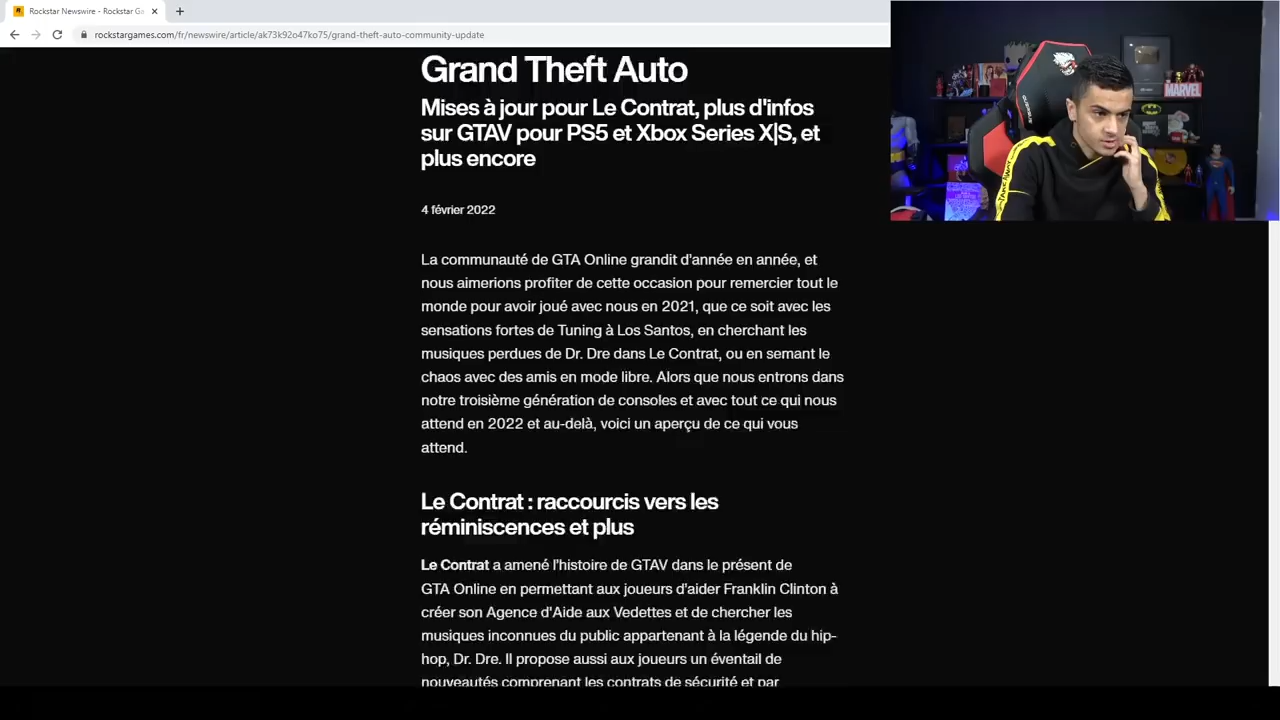 Rockstar Newswire - Rockstar Ga
rockstargames.com/fr/newswire/article/ak73k92o47ko75/grand-theft-auto-community-update
MARVEL
Grand Theft Auto
Mises à jour pour Le Contrat, plus d'infos
sur GTAV pour PS5 et Xbox Series X|S, et
plus encore
4 février 2022
La communauté de GTA Online grandit d'année en année, et
nous aimerions profiter de cette occasion pour remercier tout le
monde pour avoir joué avec nous en 2021, que ce soit avec les
sensations fortes de Tuning à Los Santos, en cherchant les
musiques perdues de Dr. Dre dans Le Contrat, ou en semant le
chaos avec des amis en mode libre. Alors que nous entrons dans
notre troisième génération de consoles et avec tout ce qui nous
attend en 2022 et au-delà, voici un aperçu de ce qui vous
attend.
Le Contrat : raccourcis vers les
réminiscences et plus
Le Contrat a amené l'histoire de GTAV dans le présent de
GTA Online en permettant aux joueurs d'aider Franklin Clinton à
créer son Agence d'Aide aux Vedettes et de chercher les
musiques inconnues du public appartenant à la légende du hip-
hop, Dr. Dre. Il propose aussi aux joueurs un éventail de
nouveautés comprenant les contrats de sécurité et par